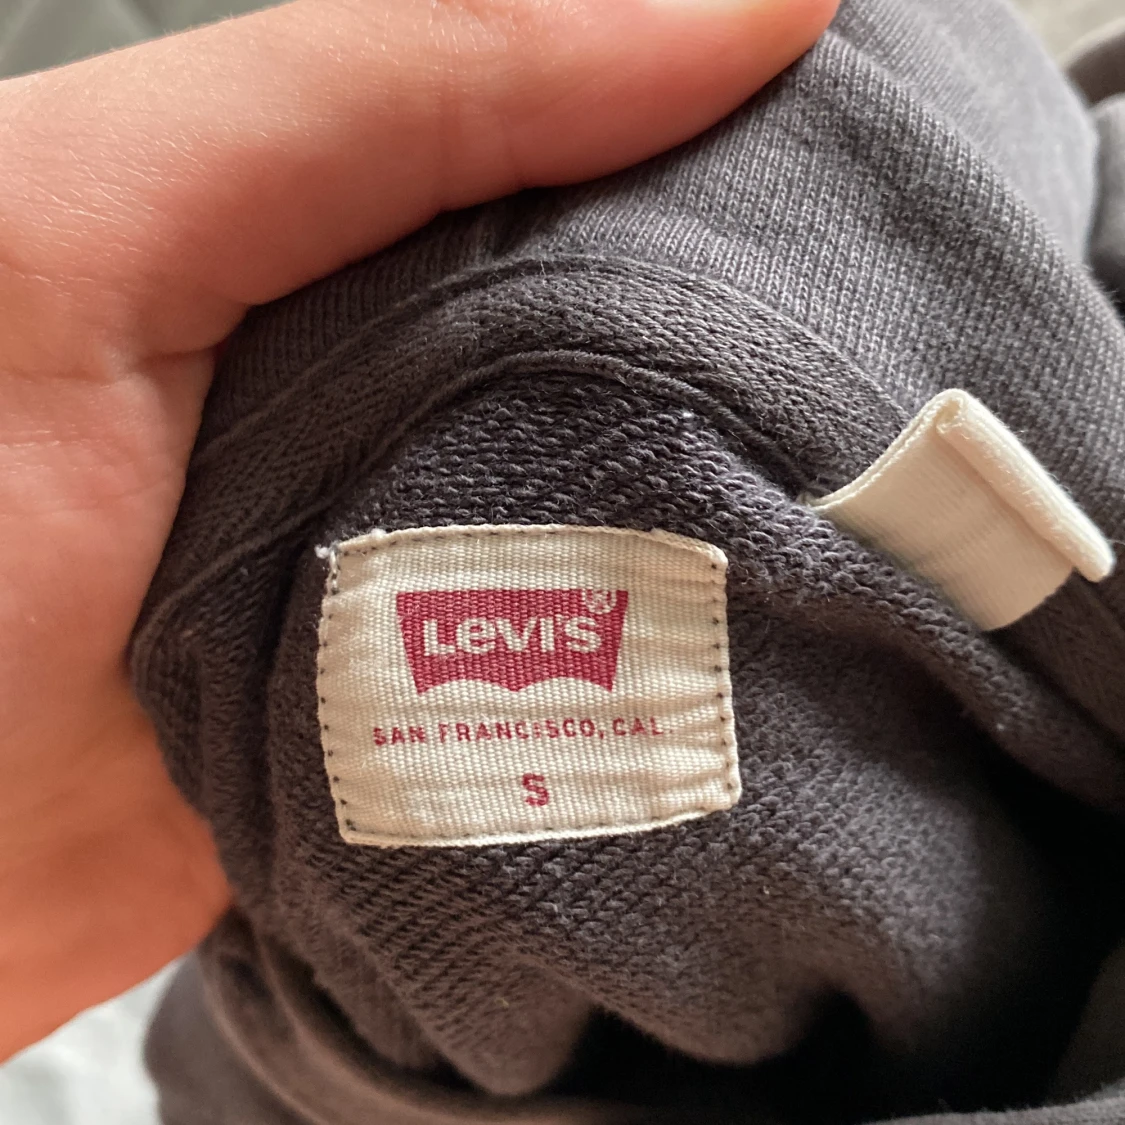 LEVI'S
®
SAN FRANCISCO, CAL
S